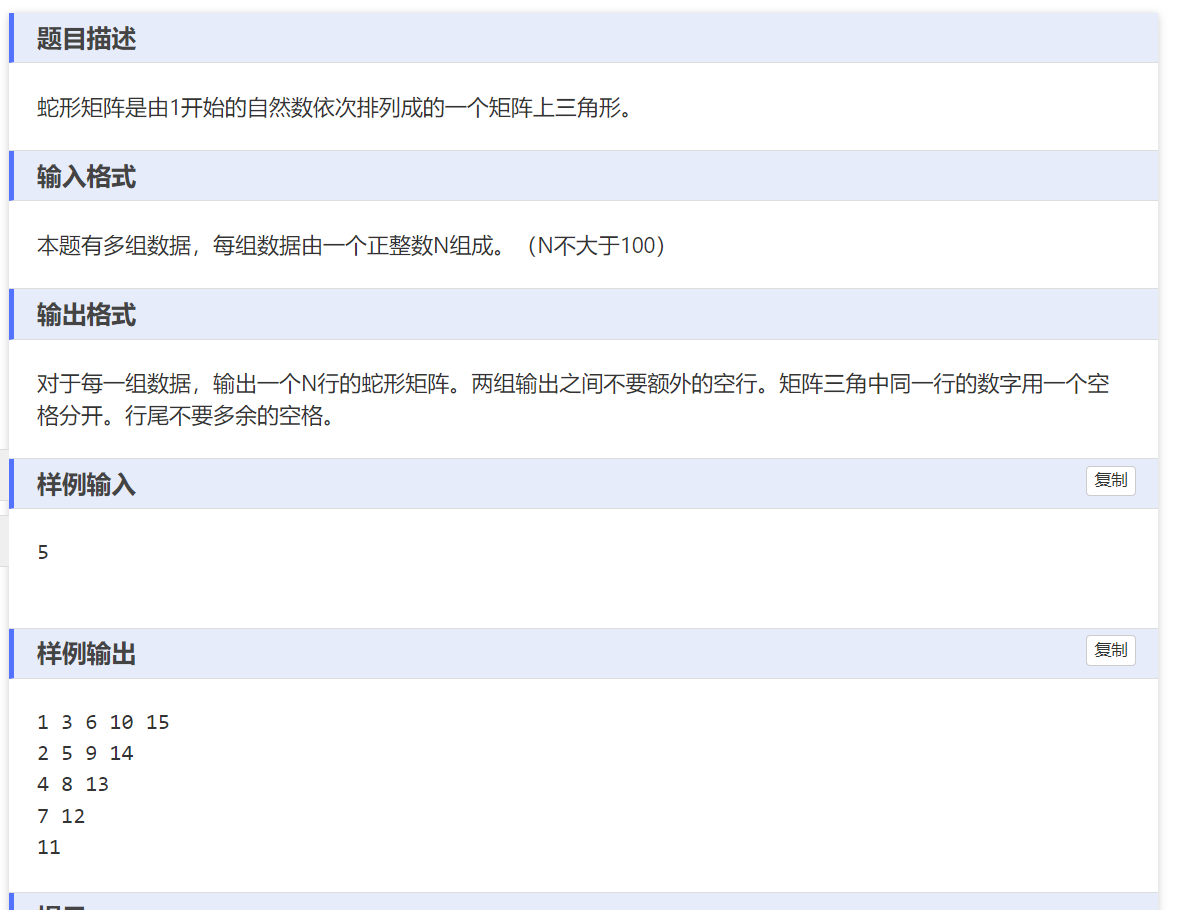 题目描述
蛇形矩阵是由1开始的自然数依次排列成的一个矩阵上三角形。
输入格式
本题有多组数据，每组数据由一个正整数N组成。（N不大于100）
输出格式
对于每一组数据，输出一个N行的蛇形矩阵。两组输出之间不要额外的空行。矩阵三角中同一行的数字用一个空
格分开。行尾不要多余的空格。
样例输入
复制
5
样例输出
复制
1 3 6 10 15
2 5 9 14
4 8 13
7 12
11